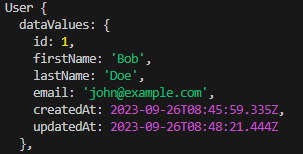 User {
  dataValues: {
    id: 1,
    firstName: 'Bob',
    lastName: 'Doe',
    email: 'john@example.com',
    createdAt: 2023-09-26T08:45:59.335Z,
    updatedAt: 2023-09-26T08:48:21.444Z
  },